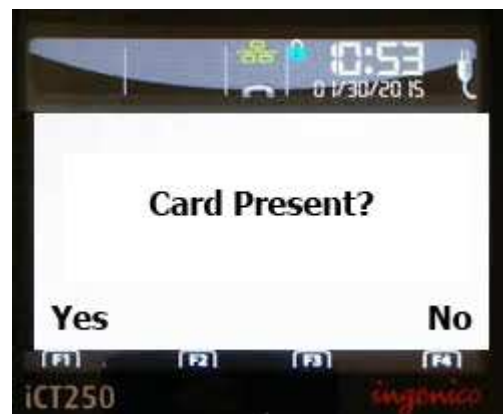 10:53
01/30/2015
Card Present?
Yes No
F1 F2 F3 F4
iCT250 ingenico